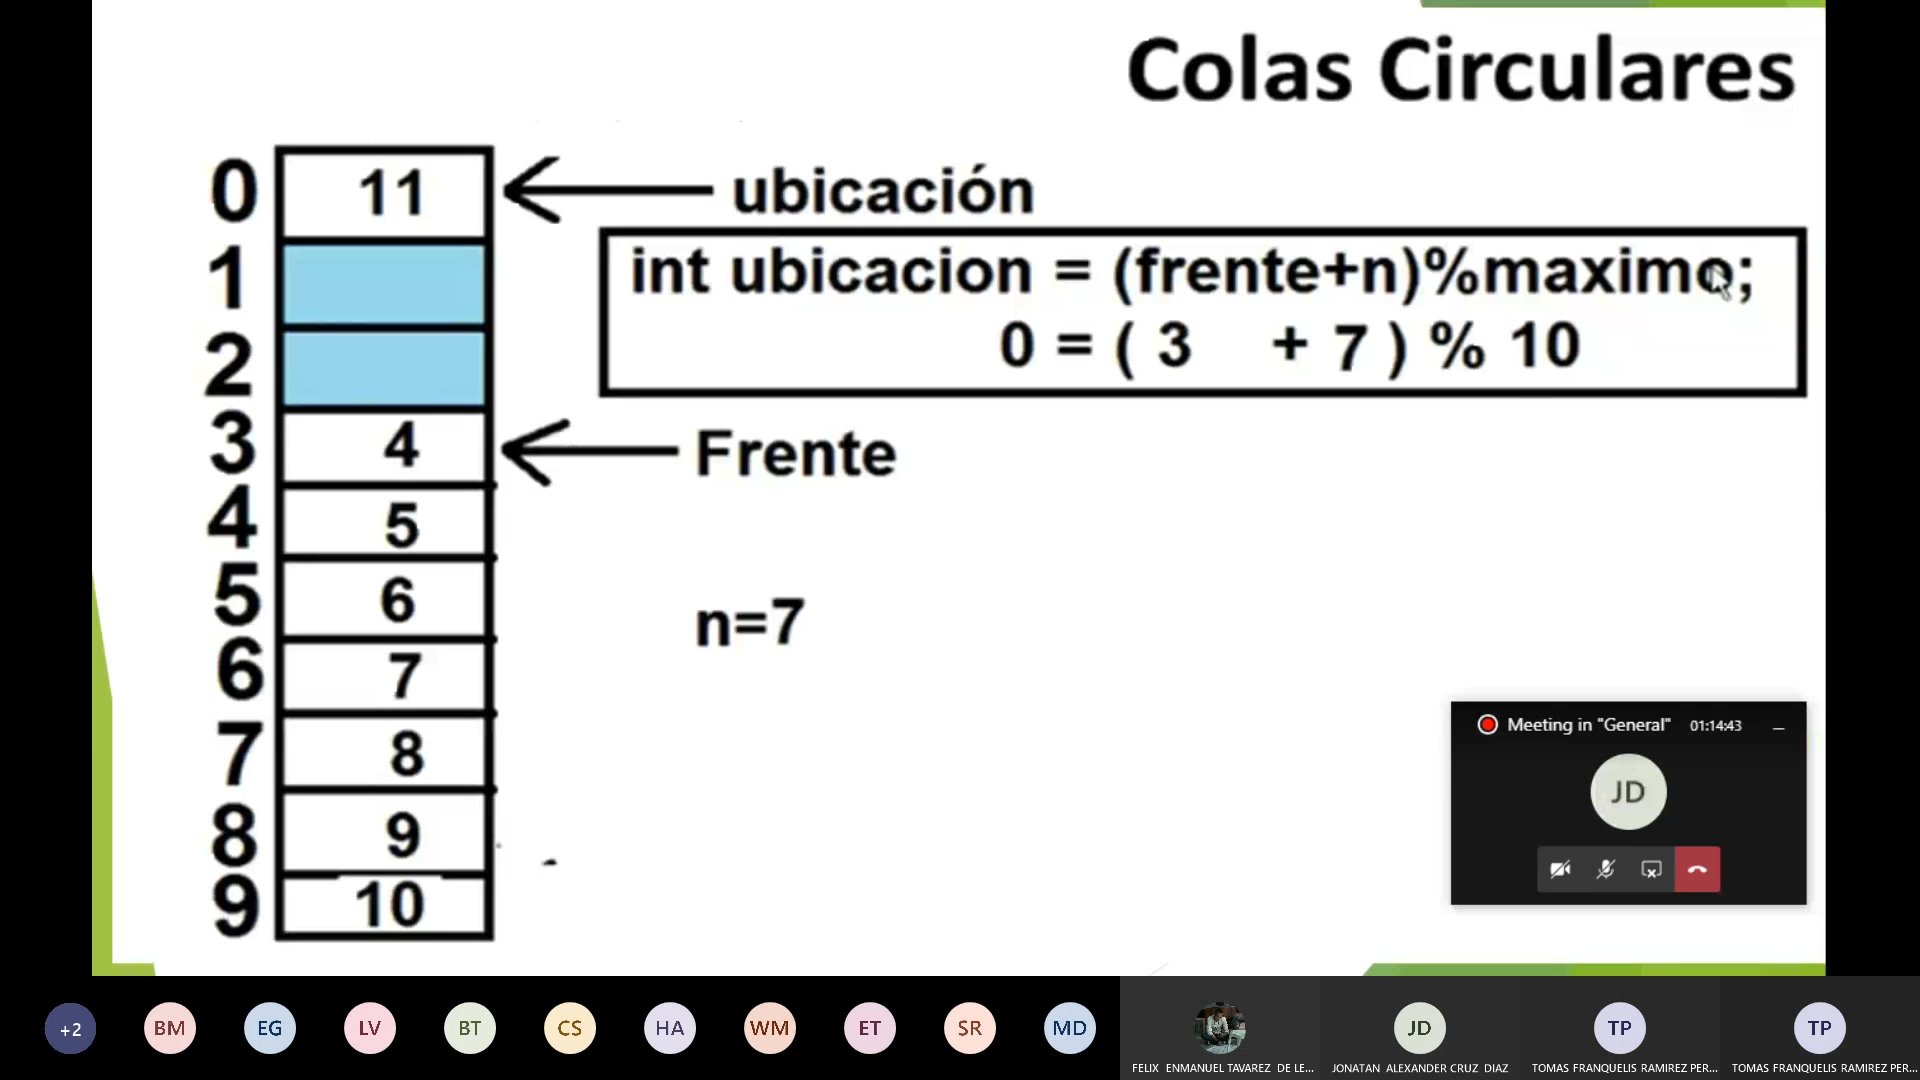 Colas Circulares
0 11 ubicación
1
int ubicacion = (frente+n)%maximo;
0 = ( 3 + 7 ) % 10
2
3 4 Frente
4 5
5 6
n=7
6 7
7 8
8 9
9 10
Meeting in "General" 01:14:43
JD
+2 BM EG LV BT CS HA WM ET SR MD JD TP TP
FELIX ENMANUEL TAVAREZ DE LE... JONATAN ALEXANDER CRUZ DIAZ TOMAS FRANQUELIS RAMIREZ PER... TOMAS FRANQUELIS RAMIREZ PER...